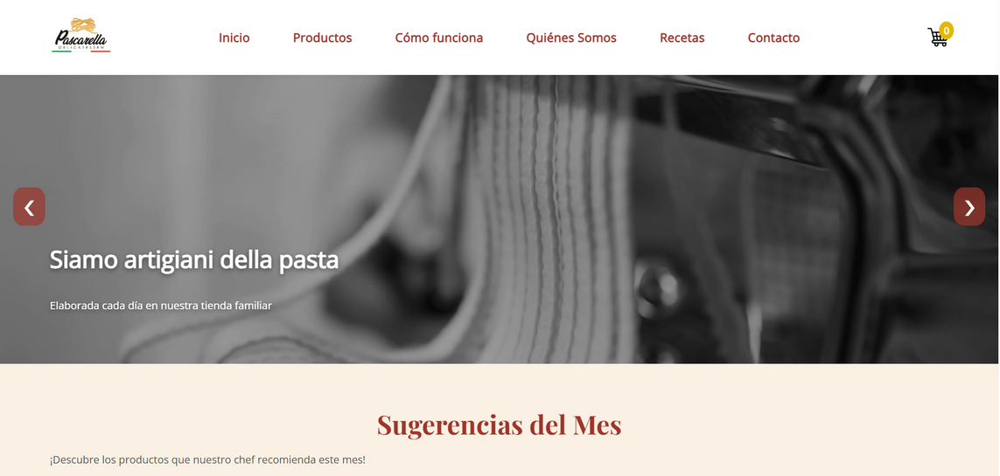 Pascarella
DELICATESSEN
Inicio
Productos
Cómo funciona
Quiénes Somos
Recetas
Contacto
0
Siamo artigiani della pasta
Elaborada cada día en nuestra tienda familiar
Sugerencias del Mes
¡Descubre los productos que nuestro chef recomienda este mes!